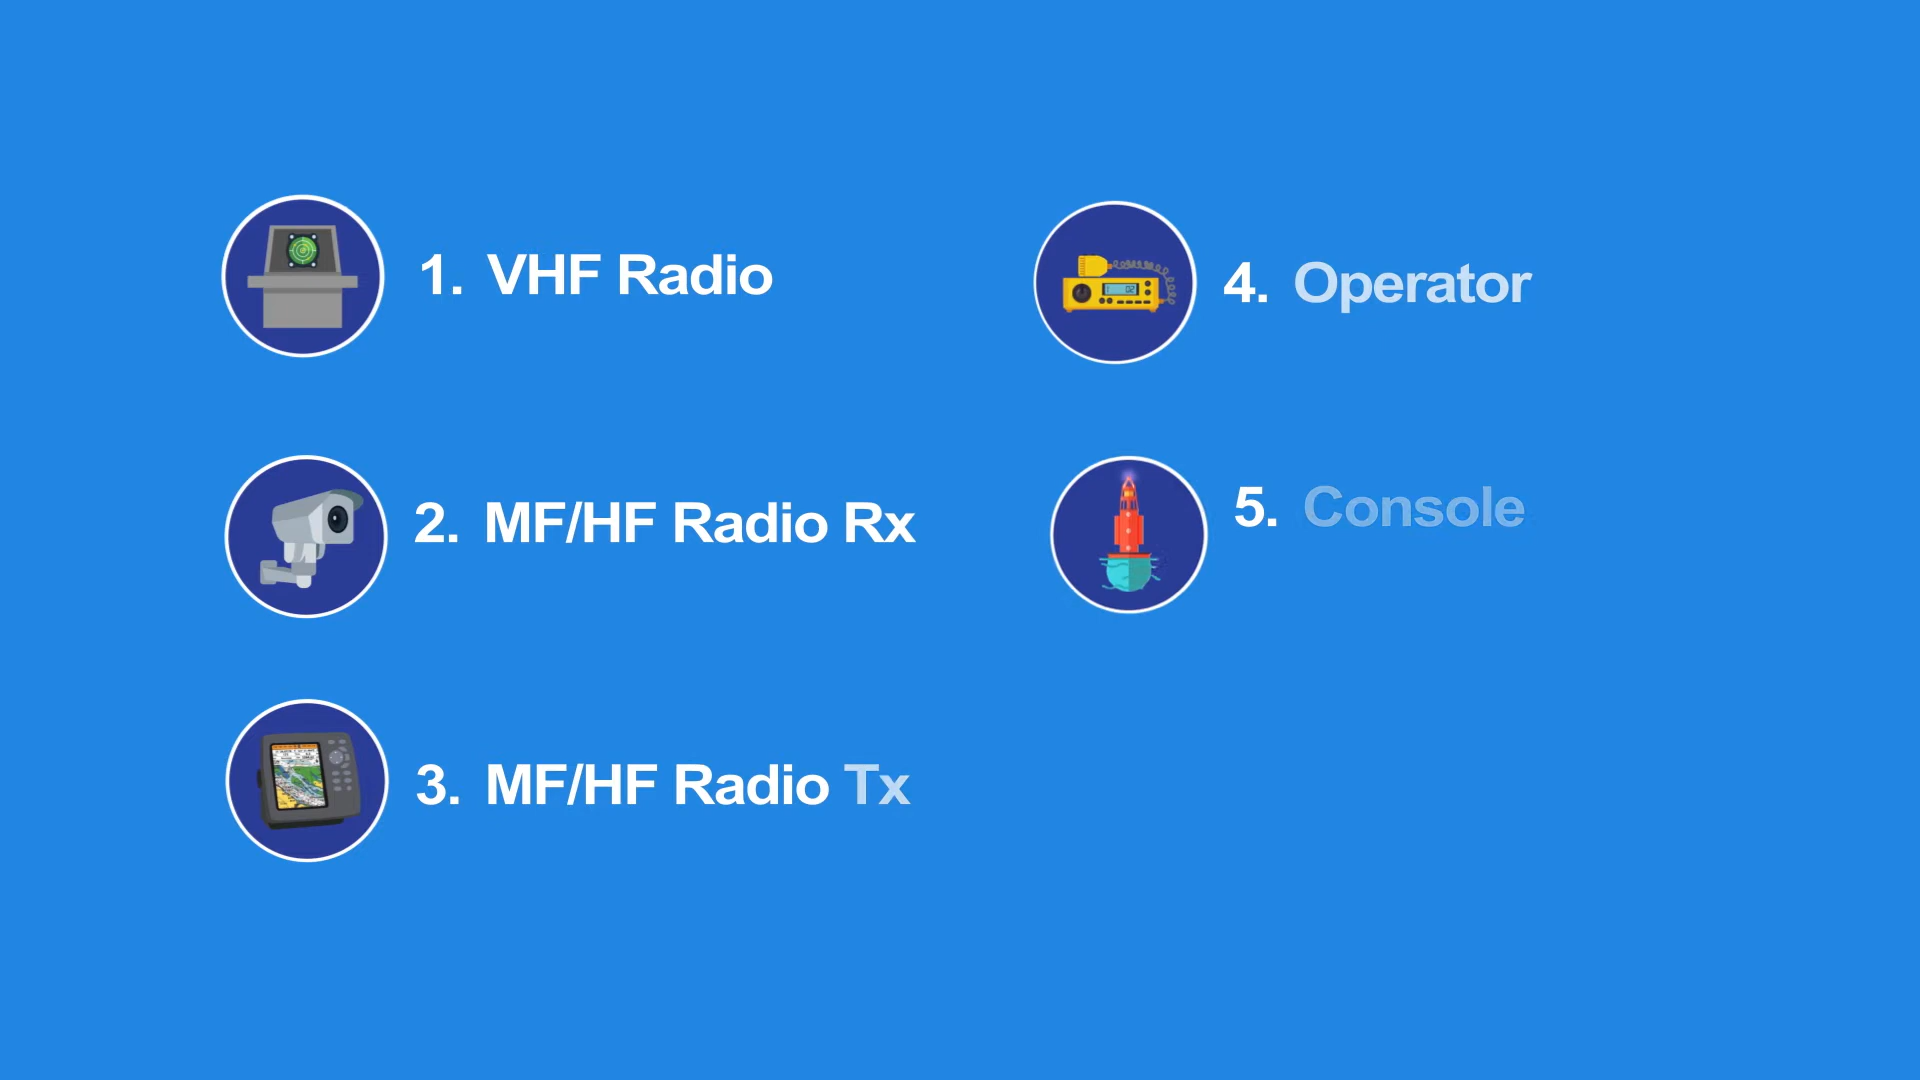 1. VHF Radio
2. MF/HF Radio Rx
3. MF/HF Radio Tx
4. Operator
5. Console